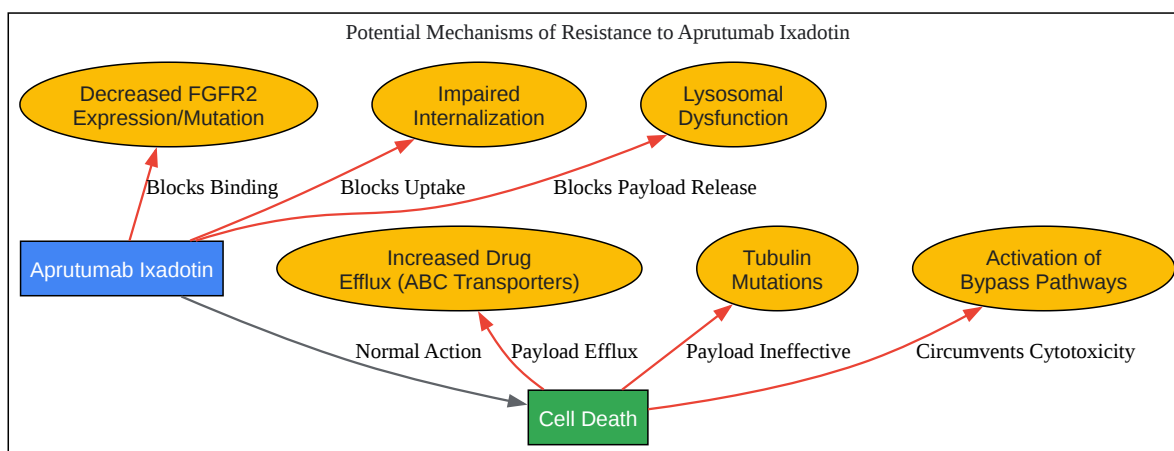 Potential Mechanisms of Resistance to Aprutumab Ixadotin
Decreased FGFR2
Expression/Mutation
Impaired
Internalization
Lysosomal
Dysfunction
Blocks Binding
Blocks Uptake
Blocks Payload Release
Aprutumab Ixadotin
Increased Drug
Efflux (ABC Transporters)
Tubulin
Mutations
Activation of
Bypass Pathways
Normal Action
Payload Efflux
Payload Ineffective
Circumvents Cytotoxicity
Cell Death